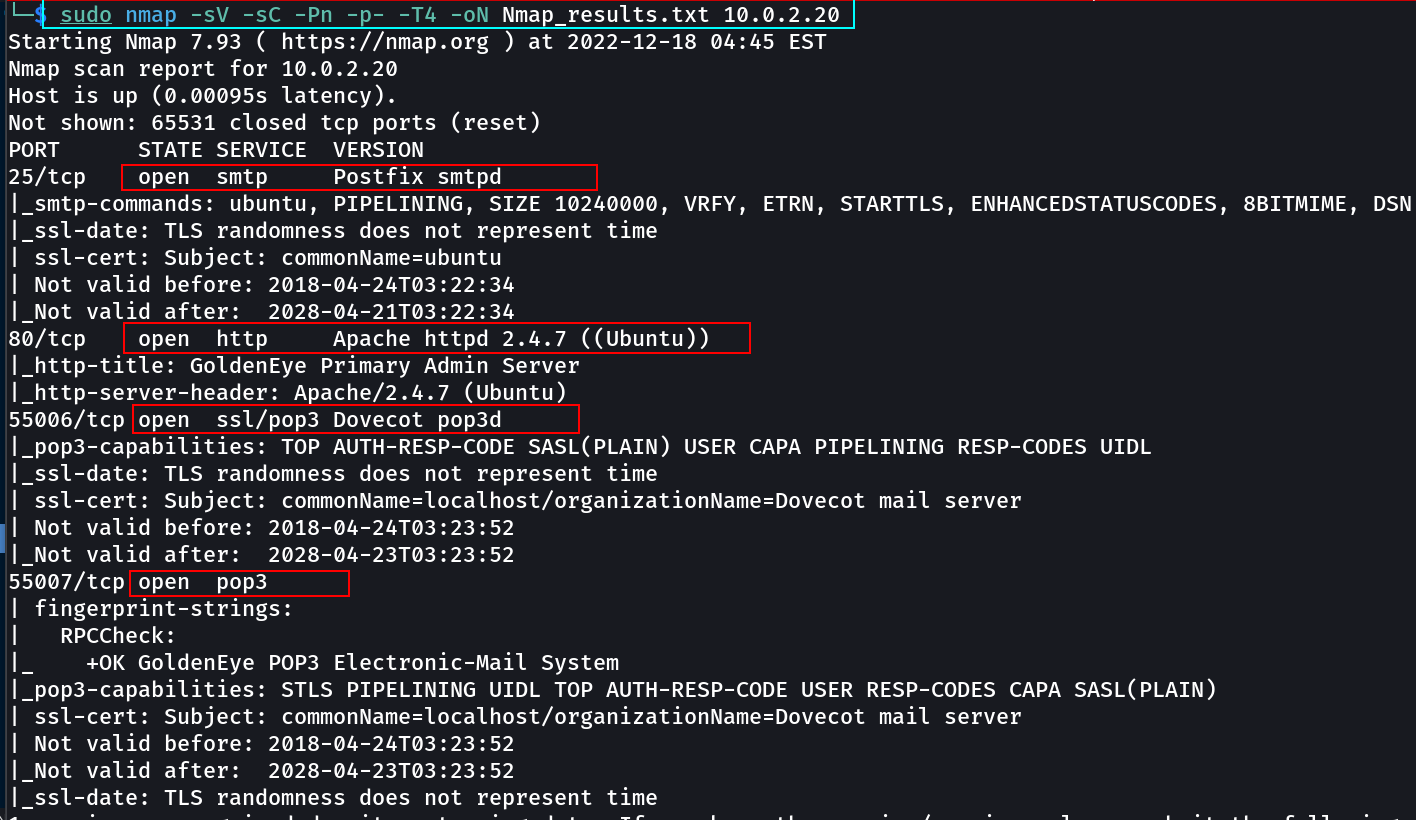 └─$ sudo nmap -sV -sC -Pn -p- -T4 -oN Nmap_results.txt 10.0.2.20
Starting Nmap 7.93 ( https://nmap.org ) at 2022-12-18 04:45 EST
Nmap scan report for 10.0.2.20
Host is up (0.00095s latency).
Not shown: 65531 closed tcp ports (reset)
PORT      STATE SERVICE  VERSION
25/tcp    open  smtp     Postfix smtpd
|_smtp-commands: ubuntu, PIPELINING, SIZE 10240000, VRFY, ETRN, STARTTLS, ENHANCEDSTATUSCODES, 8BITMIME, DSN
|_ssl-date: TLS randomness does not represent time
| ssl-cert: Subject: commonName=ubuntu
| Not valid before: 2018-04-24T03:22:34
|_Not valid after:  2028-04-21T03:22:34
80/tcp    open  http     Apache httpd 2.4.7 ((Ubuntu))
|_http-title: GoldenEye Primary Admin Server
|_http-server-header: Apache/2.4.7 (Ubuntu)
55006/tcp open  ssl/pop3 Dovecot pop3d
|_pop3-capabilities: TOP AUTH-RESP-CODE SASL(PLAIN) USER CAPA PIPELINING RESP-CODES UIDL
|_ssl-date: TLS randomness does not represent time
| ssl-cert: Subject: commonName=localhost/organizationName=Dovecot mail server
| Not valid before: 2018-04-24T03:23:52
|_Not valid after:  2028-04-23T03:23:52
55007/tcp open  pop3
| fingerprint-strings:
|   RPCCheck:
|_    +OK GoldenEye POP3 Electronic-Mail System
|_pop3-capabilities: STLS PIPELINING UIDL TOP AUTH-RESP-CODE USER RESP-CODES CAPA SASL(PLAIN)
| ssl-cert: Subject: commonName=localhost/organizationName=Dovecot mail server
| Not valid before: 2018-04-24T03:23:52
|_Not valid after:  2028-04-23T03:23:52
|_ssl-date: TLS randomness does not represent time